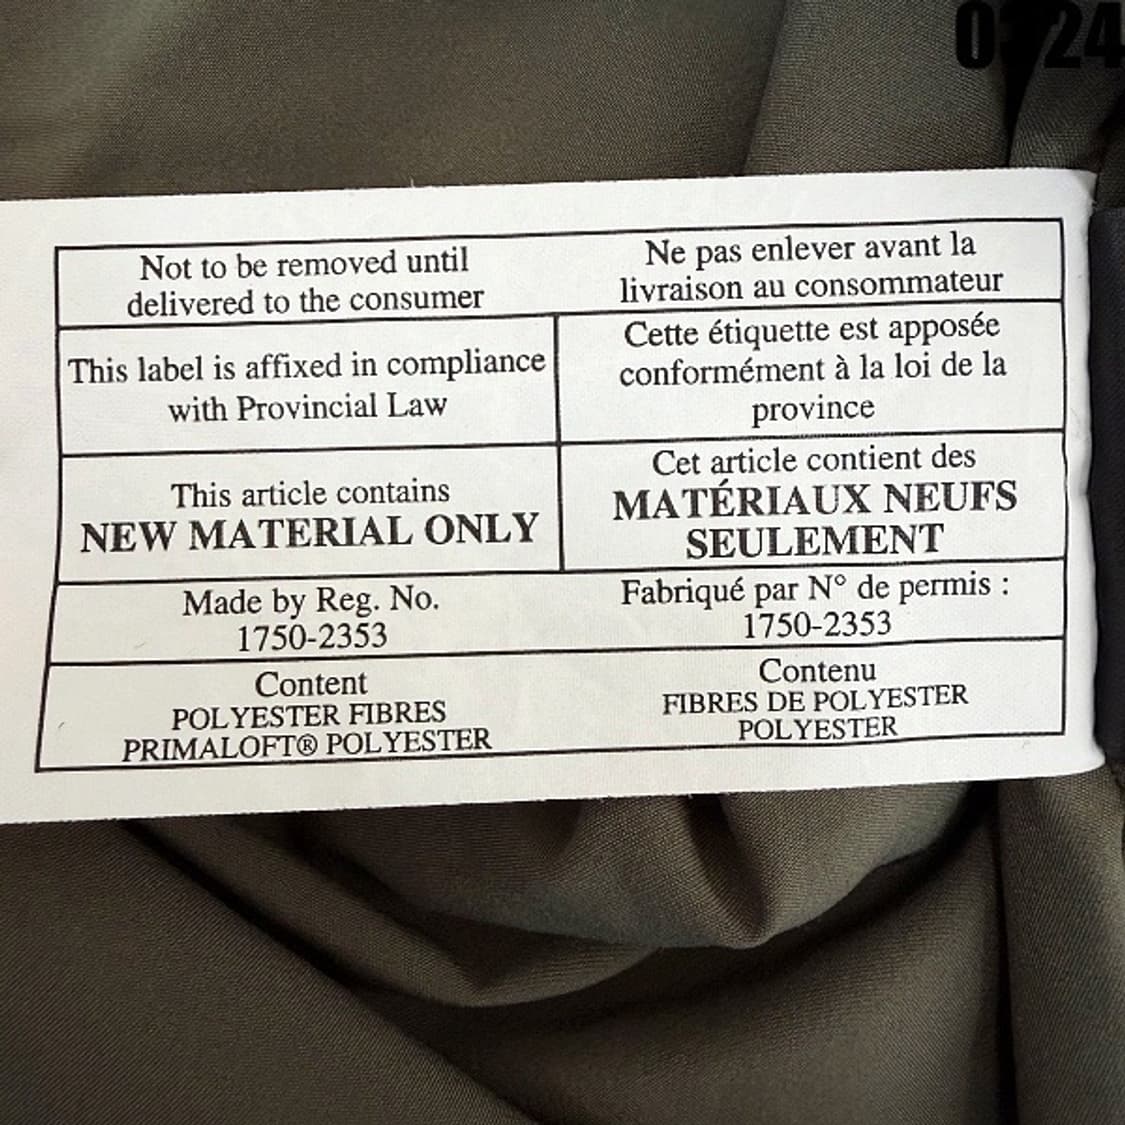 Not to be removed until
delivered to the consumer
Ne pas enlever avant la
livraison au consommateur
This label is affixed in compliance
with Provincial Law
Cette étiquette est apposée
conformément à la loi de la
province
This article contains
NEW MATERIAL ONLY
Cet article contient des
MATÉRIAUX NEUFS
SEULEMENT
Made by Reg. No.
1750-2353
Fabriqué par N° de permis :
1750-2353
Content
POLYESTER FIBRES
PRIMALOFT® POLYESTER
Contenu
FIBRES DE POLYESTER
POLYESTER